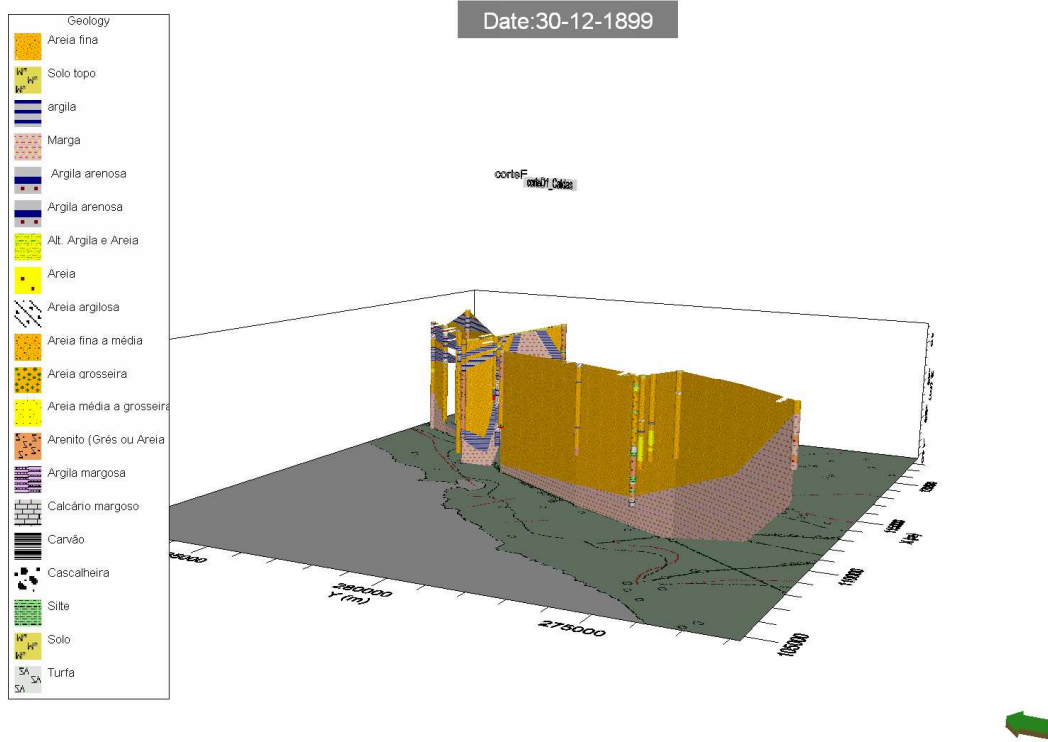 Date:30-12-1899
Geology
Areia fina
Solo topo
argila
Marga
Argila arenosa
Argila arenosa
Alt. Argila e Areia
Areia
Areia argilosa
Areia fina a média
Areia grosseira
Areia média a grosseira
Arenito (Grés ou Areia
Argila margosa
Calcário margoso
Carvão
Cascalheira
Silte
Solo
Turfa
corteF
corteD1_Caldas
280000
Y (m)
275000
105000